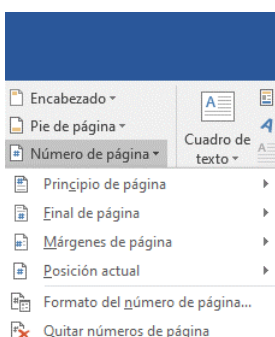 Encabezado
Pie de página
Número de página
Cuadro de
texto
A
A
A
Principio de página
Final de página
Márgenes de página
Posición actual
Formato del número de página...
Quitar números de página